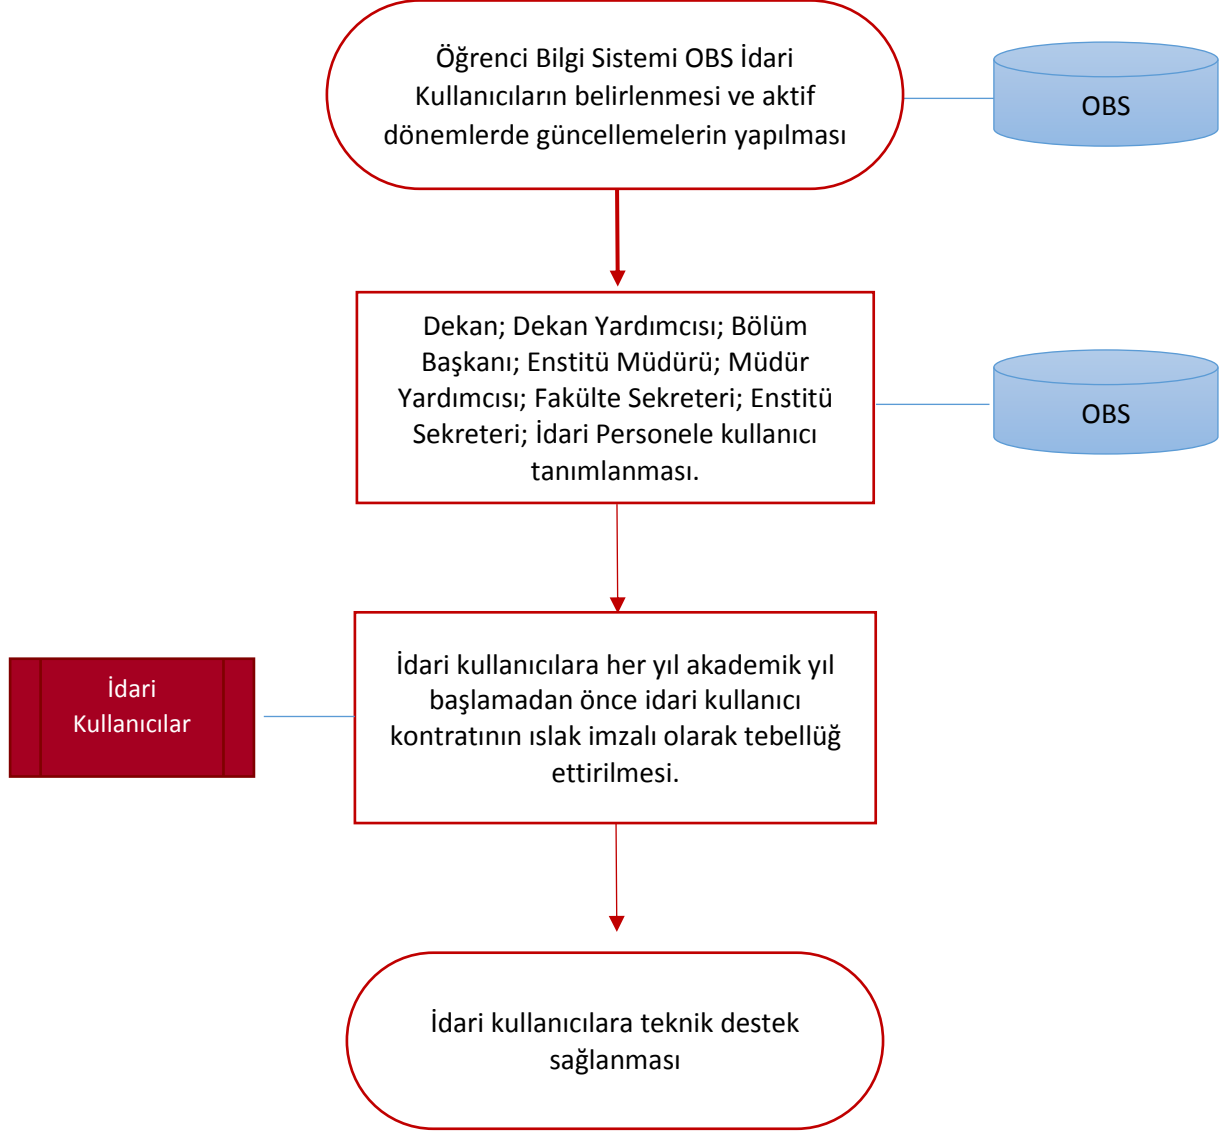 Öğrenci Bilgi Sistemi OBS İdari
Kullanıcıların belirlenmesi ve aktif
dönemlerde güncellemelerin yapılması
OBS
Dekan; Dekan Yardımcısı; Bölüm
Başkanı; Enstitü Müdürü; Müdür
Yardımcısı; Fakülte Sekreteri; Enstitü
Sekreteri; İdari Personele kullanıcı
tanımlanması.
OBS
İdari
Kullanıcılar
İdari kullanıcılara her yıl akademik yıl
başlamadan önce idari kullanıcı
kontratının ıslak imzalı olarak tebellüğ
ettirilmesi.
İdari kullanıcılara teknik destek
sağlanması